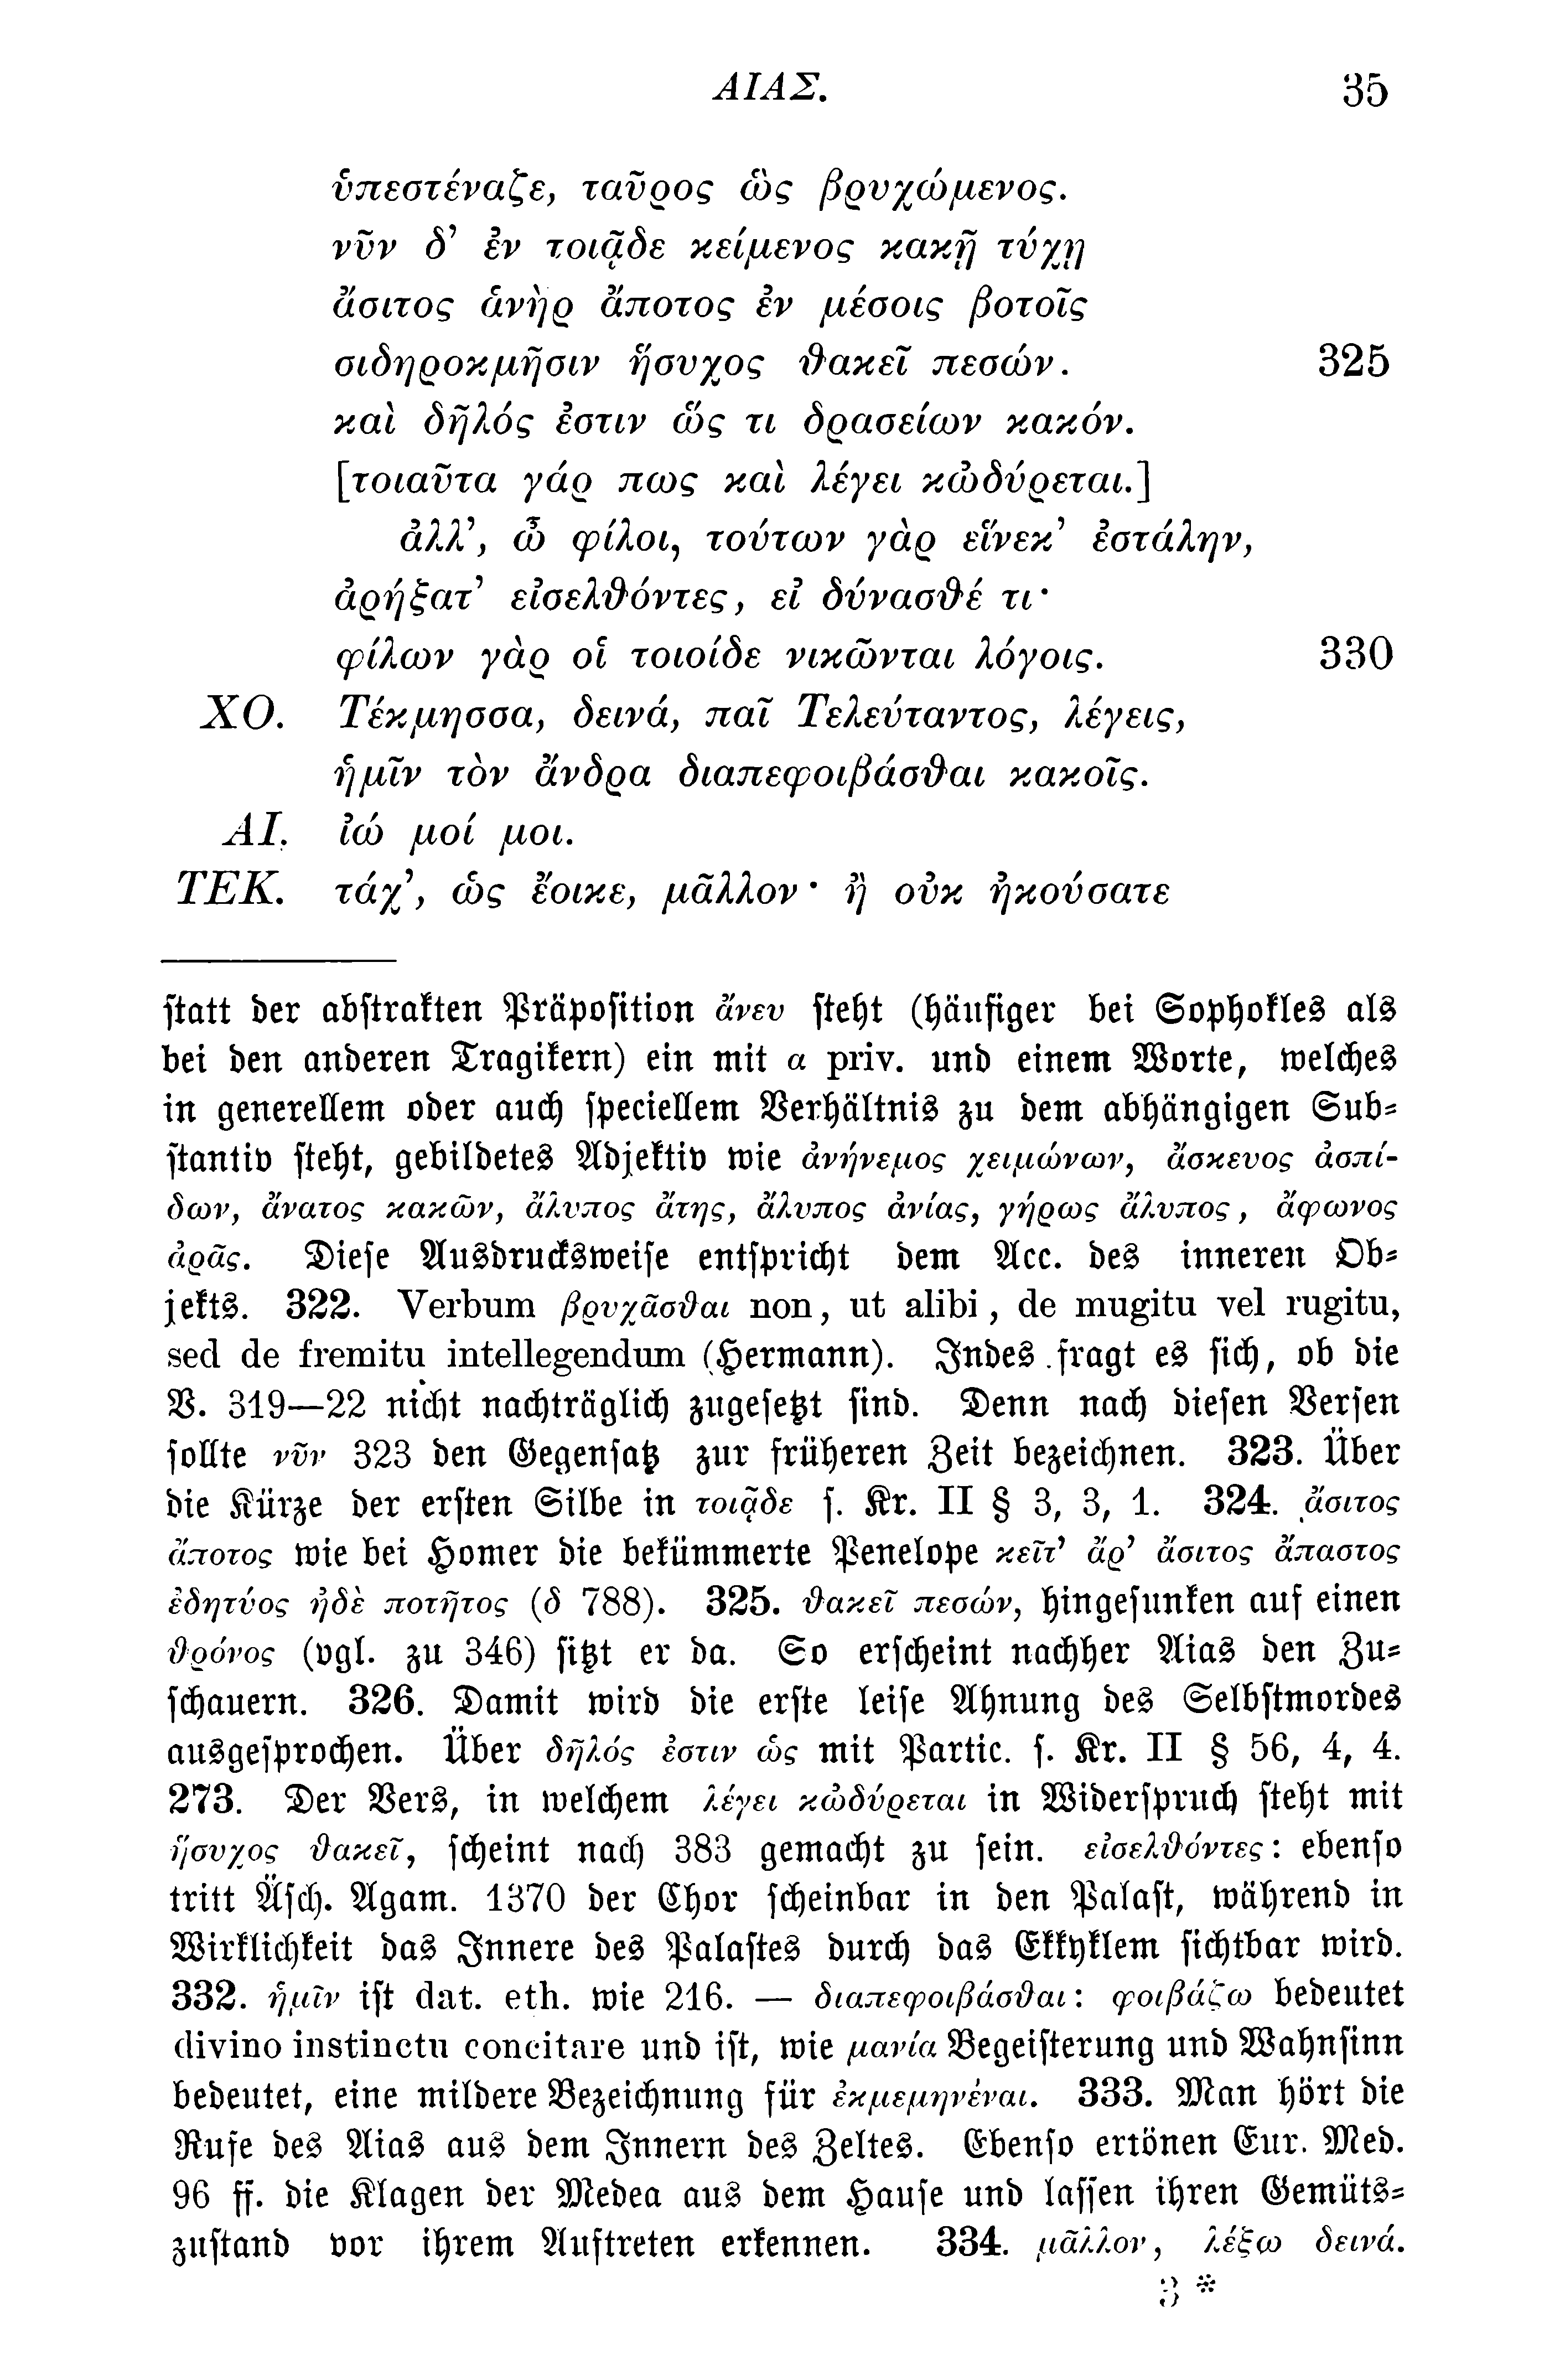 ΑΙΑΣ. 35
ὑπεστέναζε, ταῦρος ὣς βρυχώμενος.
νῦν δ’ ἐν τοιᾷδε κείμενος κακῇ τύχῃ
ἄσιτος ἁνὴρ ἄποτος ἐν μέσοις βοτοῖς
σιδηροκμῆσιν ἥσυχος θακεῖ πεσών. 325
καὶ δῆλός ἐστιν ὥς τι δρασείων κακόν.
[τοιαῦτα γάρ πως καὶ λέγει κὠδύρεται.]
ἀλλ’, ὦ φίλοι, τούτων γὰρ εἵνεκ’ ἐστάλην,
ἀρήξατ’ εἰσελθόντες, εἰ δύνασθέ τι·
φίλων γὰρ οἱ τοιοίδε νικῶνται λόγοις. 330
ΧΟ. Τέκμησσα, δεινά, παῖ Τελεύταντος, λέγεις,
ἡμῖν τὸν ἄνδρα διαπεφοιβάσθαι κακοῖς.
ΑΙ. ἰώ μοί μοι.
ΤΕΚ. τάχ’, ὡς ἔοικε, μᾶλλον· ἢ οὐκ ἠκούσατε
ſtatt der abſtrakten Präpoſition ἄνευ ſteht (häufiger bei Sophokles als
bei den anderen Tragikern) ein mit α priv. und einem Worte, welches
in generellem oder auch ſpeciellem Verhältnis zu dem abhängigen Sub-
ſtantiv ſteht, gebildetes Adjektiv wie ἀνήνεμος χειμώνων, ἄσκευος ἀσπί-
δων, ἄνατος κακῶν, ἄλυπος ἄτης, ἄλυπος ἀνίας, γήρως ἄλυπος, ἄφωνος
ἀρᾶς. Dieſe Ausdrucksweiſe entſpricht dem Acc. des inneren Ob-
jekts. 322. Verbum βρυχᾶσθαι non, ut alibi, de mugitu vel rugitu,
sed de fremitu intellegendum (Hermann). Indes fragt es ſich, ob die
V. 319—22 nicht nachträglich zugeſetzt ſind. Denn nach dieſen Verſen
ſollte νῦν 323 den Gegenſatz zur früheren Zeit bezeichnen. 323. Über
die Kürze der erſten Silbe in τοιᾷδε ſ. Kr. II § 3, 3, 1. 324. ἄσιτος
ἄποτος wie bei Homer die bekümmerte Penelope κεῖτ’ ἄρ’ ἄσιτος ἄπαστος
ἐδητύος ἠδὲ ποτῆτος (δ 788). 325. θακεῖ πεσών, hingeſunken auf einen
θρόνος (vgl. zu 346) ſitzt er da. So erſcheint nachher Aias den Zu-
ſchauern. 326. Damit wird die erſte leiſe Ahnung des Selbſtmordes
ausgeſprochen. Über δῆλός ἐστιν ὡς mit Partic. ſ. Kr. II § 56, 4, 4.
273. Der Vers, in welchem λέγει κὠδύρεται in Widerſpruch ſteht mit
ἥσυχος θακεῖ, ſcheint nach 383 gemacht zu ſein. εἰσελθόντες: ebenſo
tritt Äſch. Agam. 1370 der Chor ſcheinbar in den Palaſt, während in
Wirklichkeit das Innere des Palaſtes durch das Ekkyklem ſichtbar wird.
332. ἡμῖν iſt dat. eth. wie 216. — διαπεφοιβάσθαι: φοιβάζω bedeutet
divino instinctu concitare und iſt, wie μανία Begeiſterung und Wahnſinn
bedeutet, eine mildere Bezeichnung für ἐκμεμηνέναι. 333. Man hört die
Rufe des Aias aus dem Innern des Zeltes. Ebenſo ertönen Eur. Med.
96 ff. die Klagen der Medea aus dem Hauſe und laſſen ihren Gemüts-
zuſtand vor ihrem Auftreten erkennen. 334. μᾶλλον, λέξω δεινά.
3*